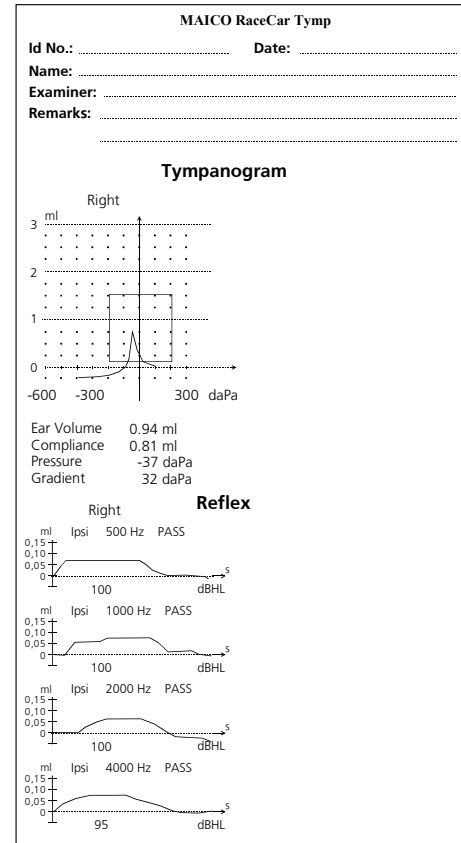 MAICO RaceCar Tymp
Id No.: Date:
Name:
Examiner:
Remarks:
Tympanogram
Right
ml
3
2
1
0
-600 -300 300 daPa
Ear Volume 0.94 ml
Compliance 0.81 ml
Pressure -37 daPa
Gradient 32 daPa
Reflex
Right
ml Ipsi 500 Hz PASS
0,15
0,10
0,05
0 s
100 dBHL
ml Ipsi 1000 Hz PASS
0,15
0,10
0,05
0 s
100 dBHL
ml Ipsi 2000 Hz PASS
0,15
0,10
0,05
0 s
100 dBHL
ml Ipsi 4000 Hz PASS
0,15
0,10
0,05
0 s
95 dBHL